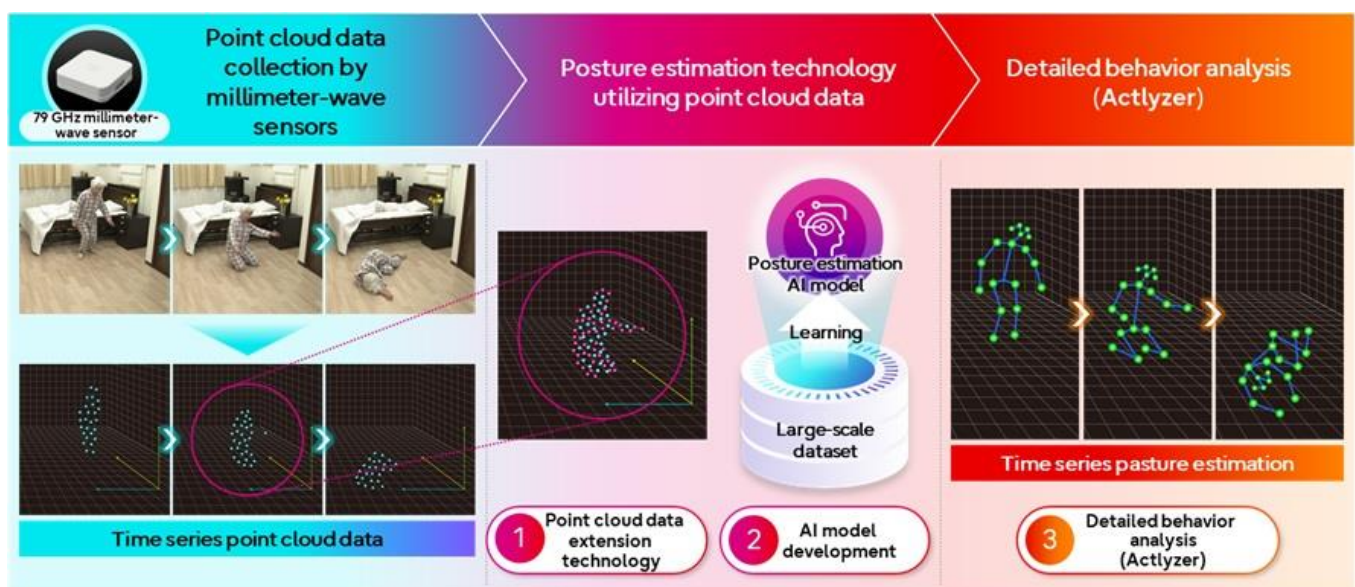 Point cloud data
collection by
millimeter-wave
sensors
79 GHz millimeter-
wave sensor
Posture estimation technology
utilizing point cloud data
Detailed behavior analysis
(Actlyzer)
Posture estimation
AI model
Learning
Large-scale
dataset
Time series point cloud data
Time series pasture estimation
1
Point cloud data
extension
technology
2
AI model
development
3
Detailed behavior
analysis
(Actlyzer)